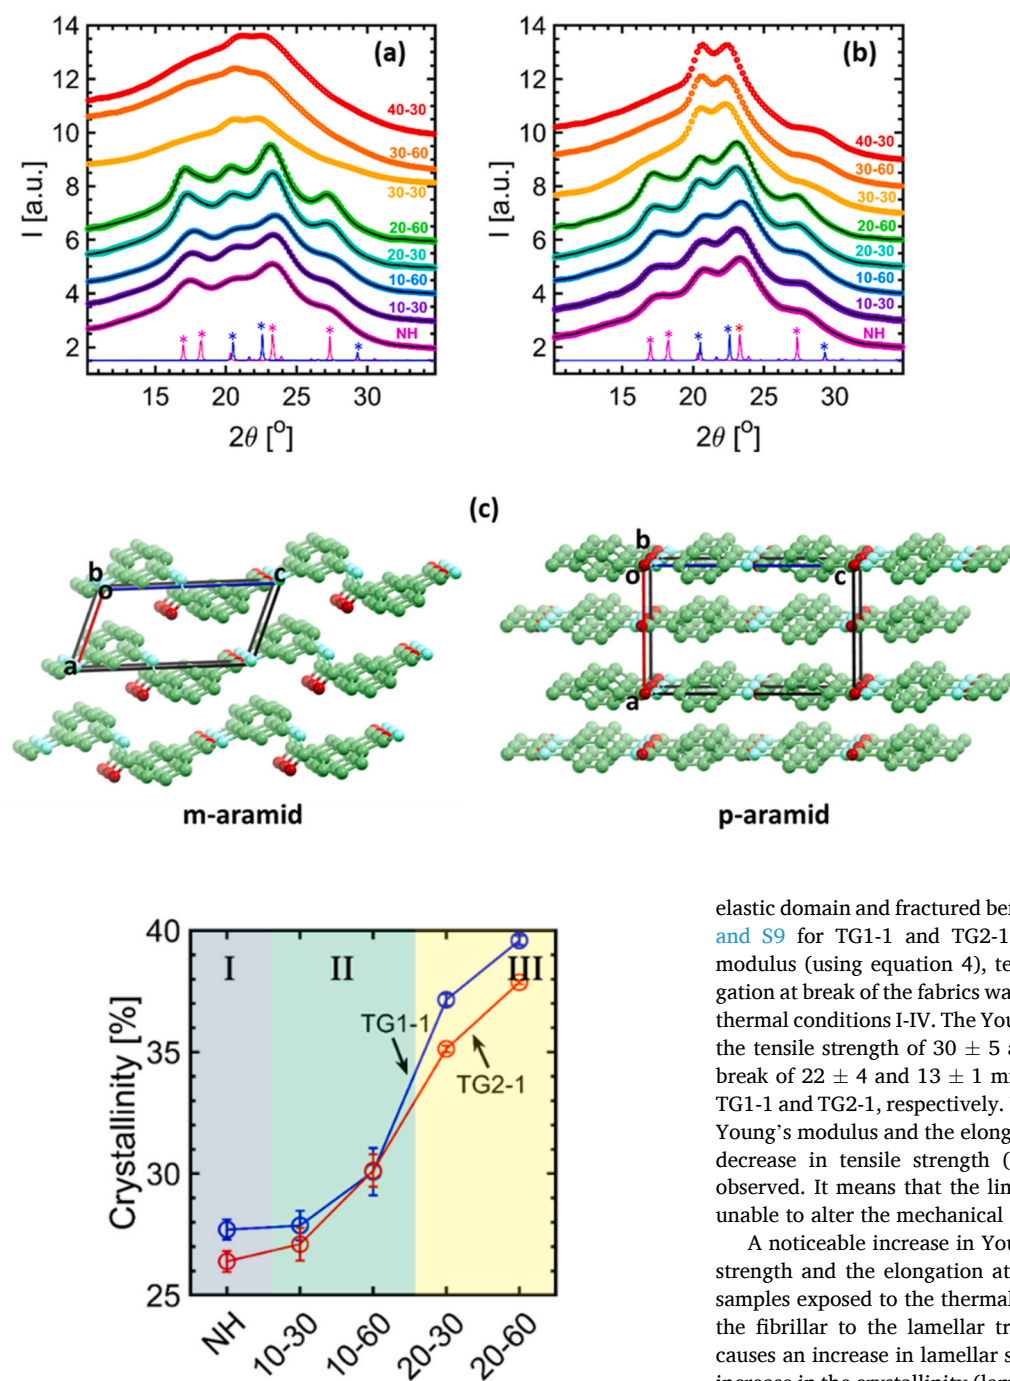 14
12
10
8
6
4
2
I [a.u.]
(a)
40-30
30-60
30-30
20-60
20-30
10-60
10-30
NH
* * * * * * *
15 20 25 30
2θ [o]
14
12
10
8
6
4
2
I [a.u.]
(b)
40-30
30-60
30-30
20-60
20-30
10-60
10-30
NH
* * * * * * *
15 20 25 30
2θ [o]
(c)
b
o
c
a
m-aramid
b
o
c
a
p-aramid
40
35
30
25
Crystallinity [%]
I
II
III
TG1-1
TG2-1
NH
10-30
10-60
20-30
20-60
elastic domain and fractured bef
and S9 for TG1-1 and TG2-1
modulus (using equation 4), te
gation at break of the fabrics wa
thermal conditions I-IV. The You
the tensile strength of 30 ± 5 a
break of 22 ± 4 and 13 ± 1 m
TG1-1 and TG2-1, respectively.
Young's modulus and the elong
decrease in tensile strength (
observed. It means that the lin
unable to alter the mechanical
A noticeable increase in You
strength and the elongation at
samples exposed to the thermal
the fibrillar to the lamellar tr
causes an increase in lamellar s
increase in the crystallinity (lam